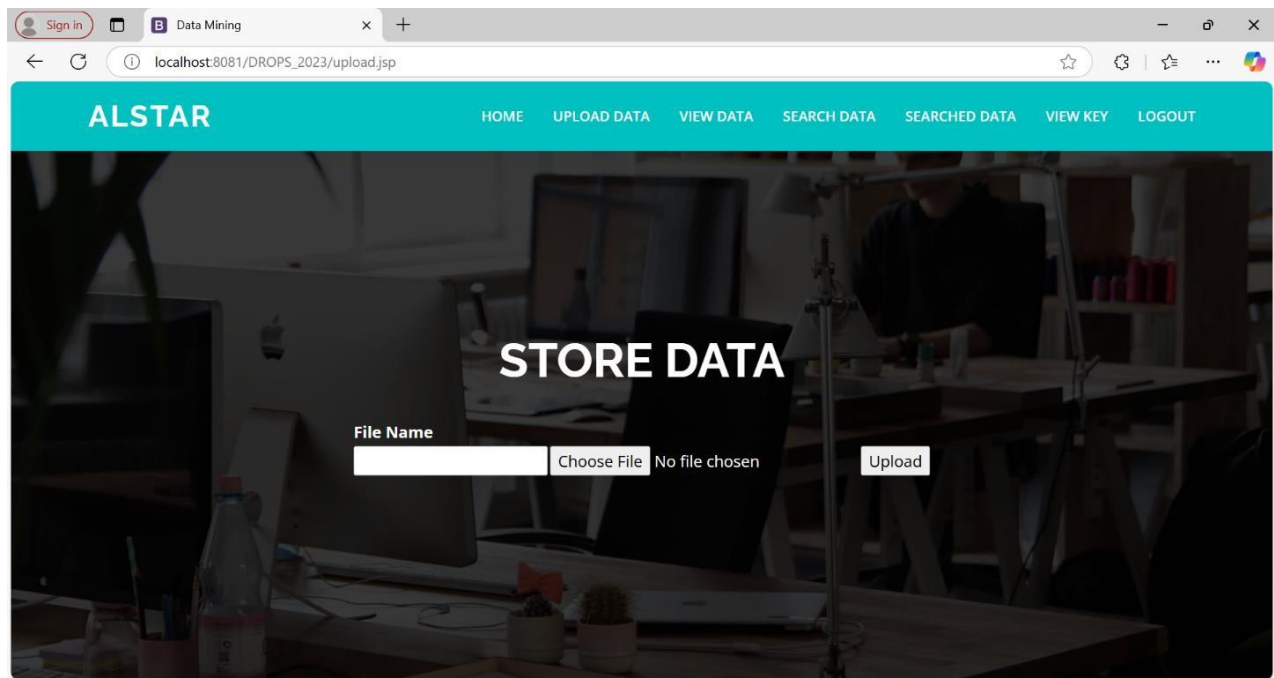 Sign in
B Data Mining
localhost:8081/DROPS_2023/upload.jsp
ALSTAR HOME UPLOAD DATA VIEW DATA SEARCH DATA SEARCHED DATA VIEW KEY LOGOUT
STORE DATA
File Name
Choose File No file chosen Upload